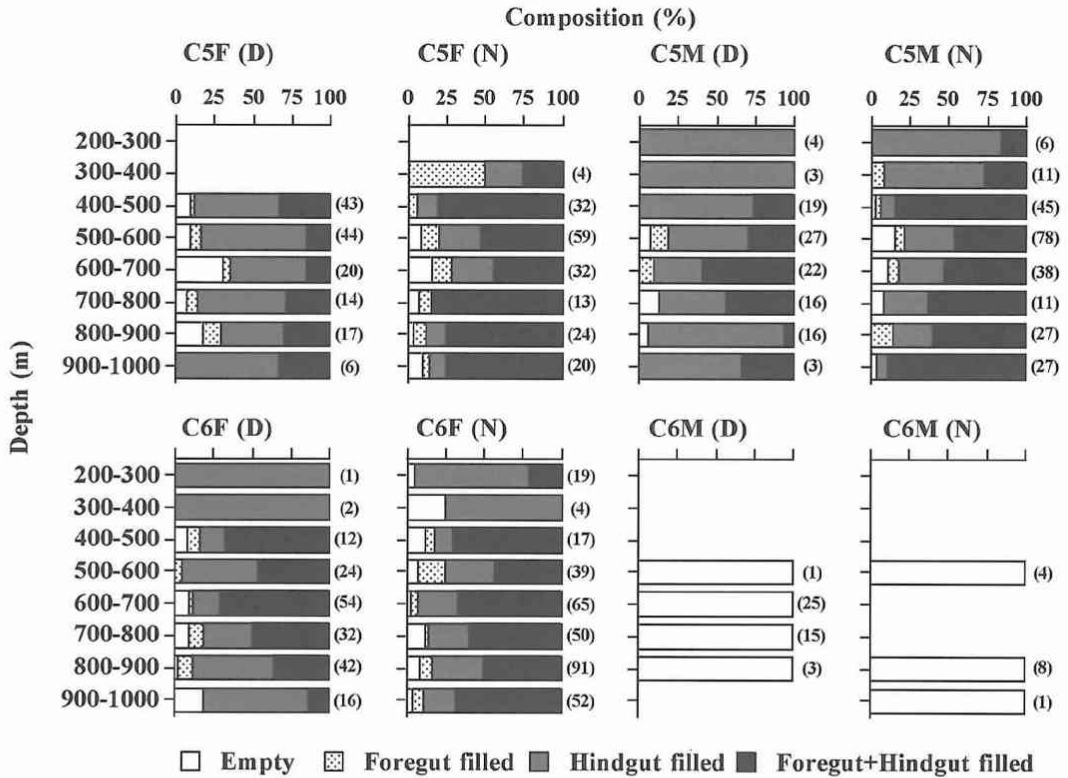 Composition (%)
C5F (D) C5F (N) C5M (D) C5M (N)
0 25 50 75 100 0 25 50 75 100 0 25 50 75 100 0 25 50 75 100
200-300 (4) (6)
300-400 (4) (3) (11)
400-500 (43) (32) (19) (45)
500-600 (44) (59) (27) (78)
600-700 (20) (32) (22) (38)
700-800 (14) (13) (16) (11)
800-900 (17) (24) (16) (27)
900-1000 (6) (20) (3) (27)
Depth (m)
C6F (D) C6F (N) C6M (D) C6M (N)
200-300 (1) (19)
300-400 (2) (4)
400-500 (12) (17)
500-600 (24) (39) (1) (4)
600-700 (54) (65) (25)
700-800 (32) (50) (15)
800-900 (42) (91) (3) (8)
900-1000 (16) (52) (1)
Empty Foregut filled Hindgut filled Foregut+Hindgut filled